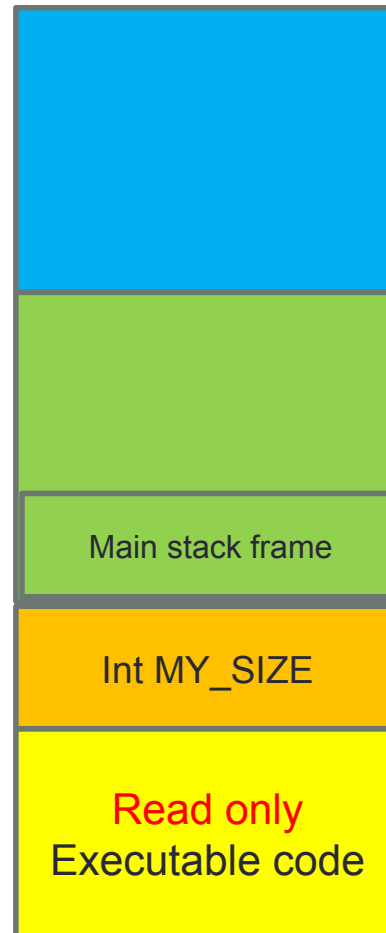 Main stack frame
Int MY_SIZE
Read only
Executable code